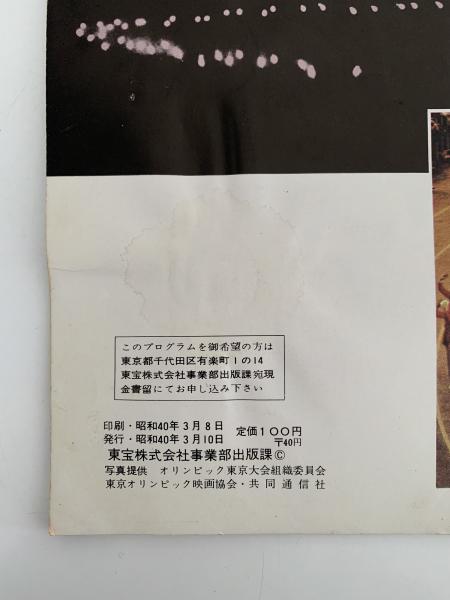 このプログラムを御希望の方は
東京都千代田区有楽町1の14
東宝株式会社事業部出版課宛現
金書留にてお申し込み下さい
印刷・昭和40年3月8日 定価100円
発行・昭和40年3月10日 〒40円
東宝株式会社事業部出版課©
写真提供 オリンピック東京大会組織委員会
東京オリンピック映画協会・共同通信社